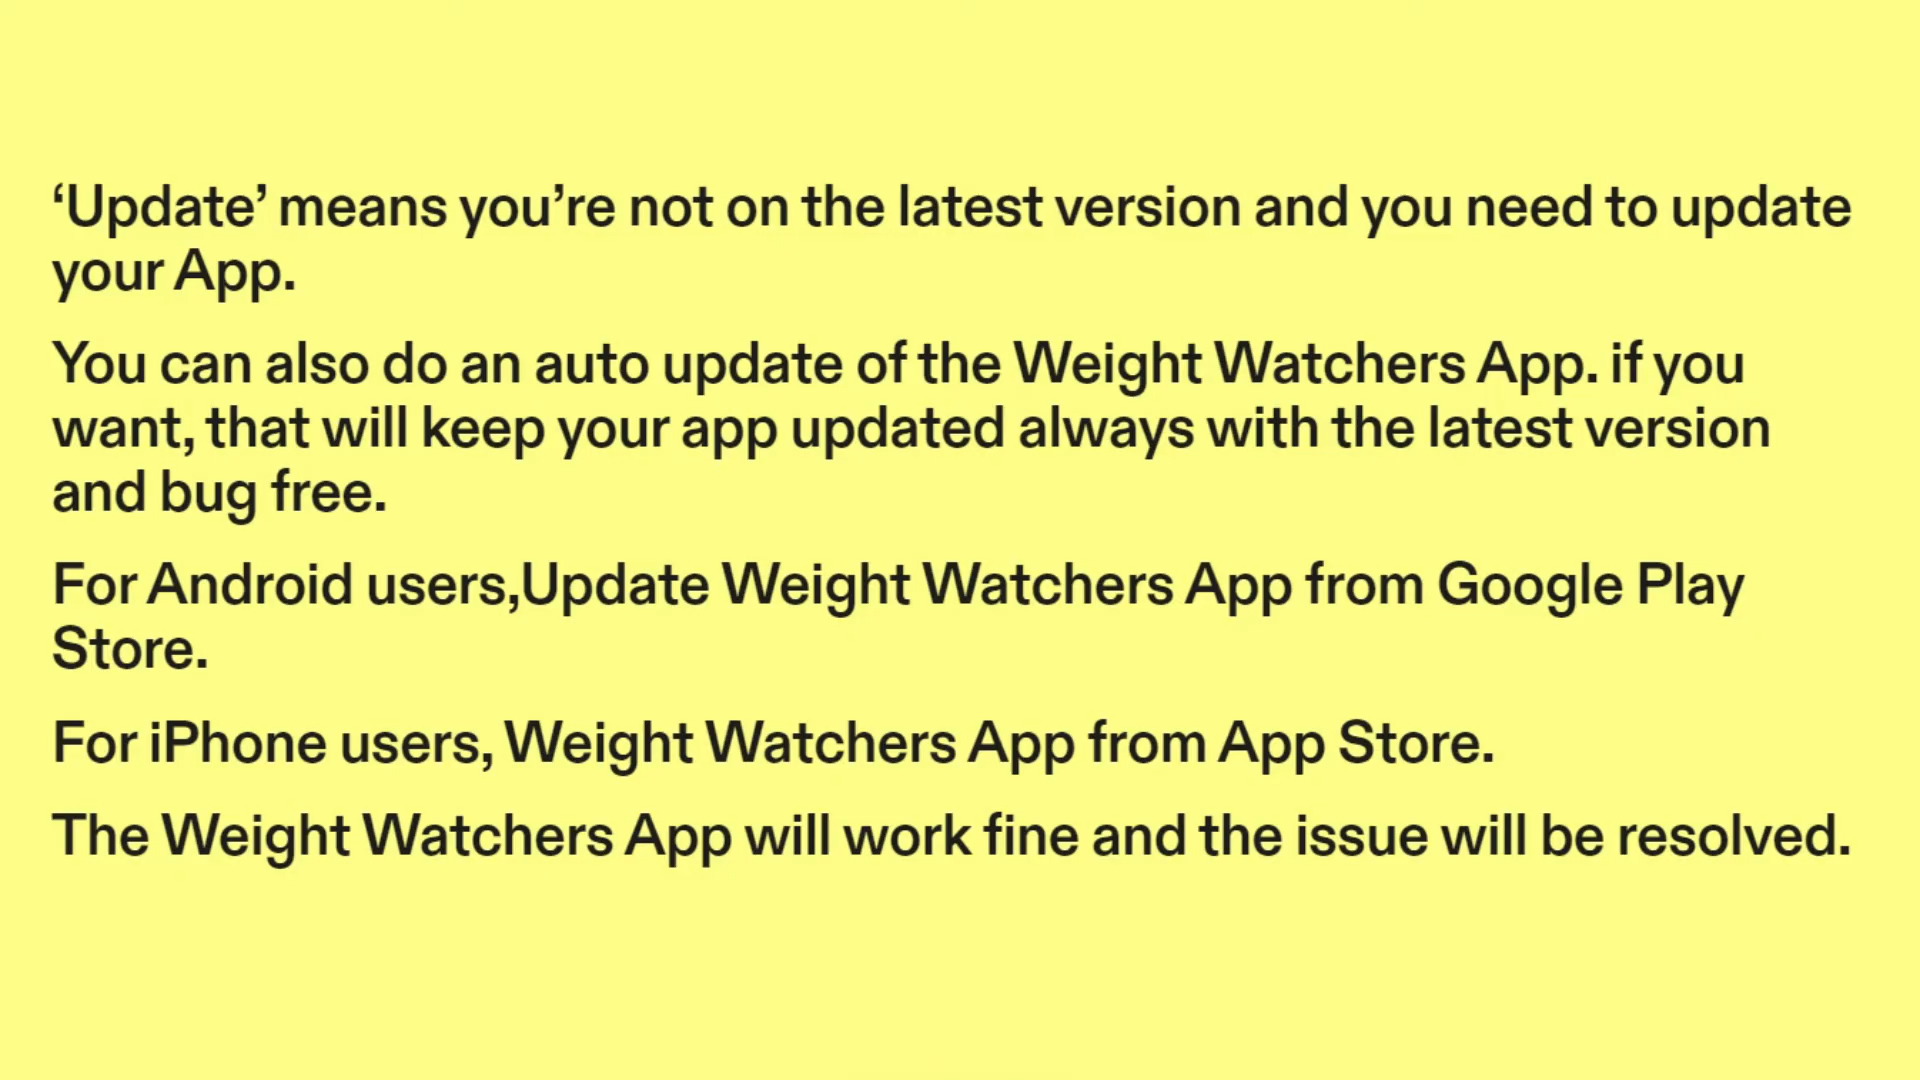 ‘Update’ means you’re not on the latest version and you need to update
your App.
You can also do an auto update of the Weight Watchers App. if you
want, that will keep your app updated always with the latest version
and bug free.
For Android users,Update Weight Watchers App from Google Play
Store.
For iPhone users, Weight Watchers App from App Store.
The Weight Watchers App will work fine and the issue will be resolved.